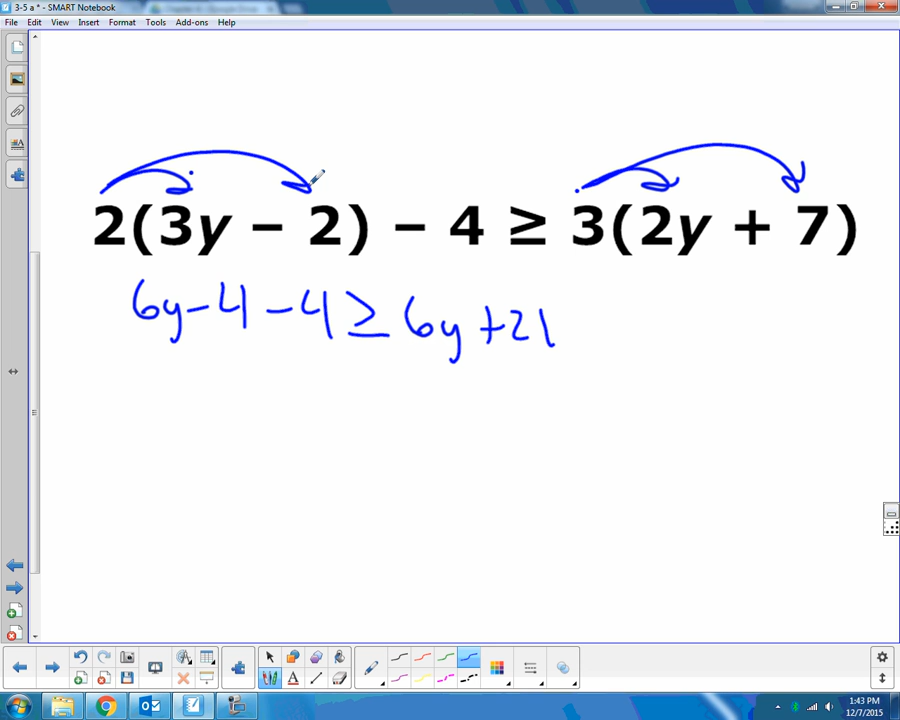 3-5 a * - SMART Notebook
File Edit View Insert Format Tools Add-ons Help
2(3y − 2) − 4 ≥ 3(2y + 7)
6y-4-4≥6y+21
1:43 PM
12/7/2015